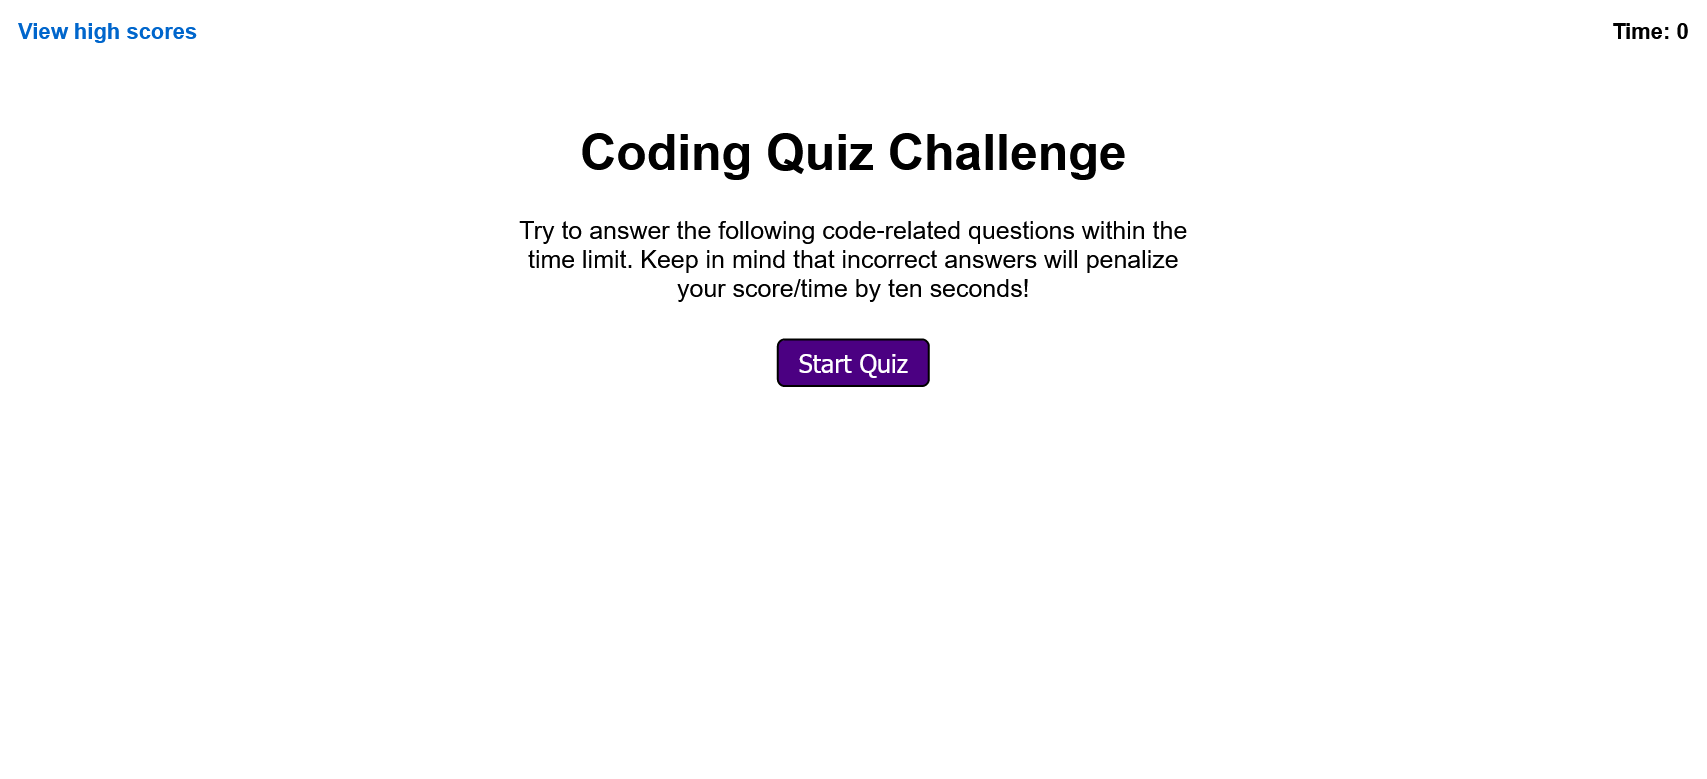 View high scores
Time: 0
Coding Quiz Challenge
Try to answer the following code-related questions within the
time limit. Keep in mind that incorrect answers will penalize
your score/time by ten seconds!
Start Quiz